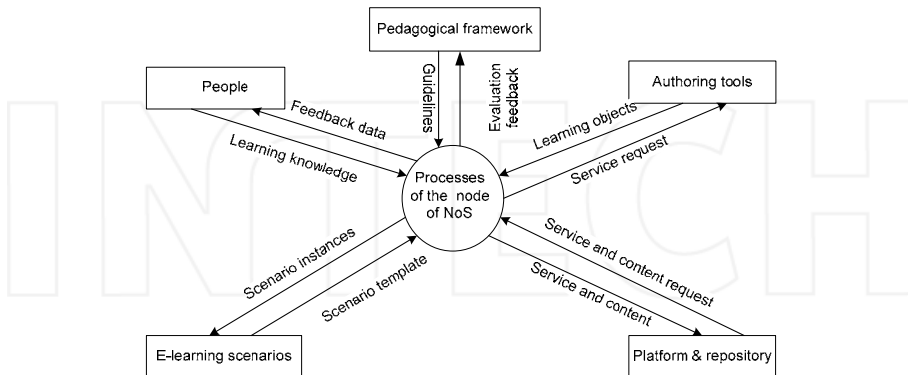 Pedagogical framework
People
Authoring tools
Guidelines
Evaluation
feedback
Feedback data
Learning knowledge
Learning objects
Service request
Processes
of the node
of NoS
Scenario instances
Scenario template
Service and content request
Service and content
E-learning scenarios
Platform & repository
INTECH